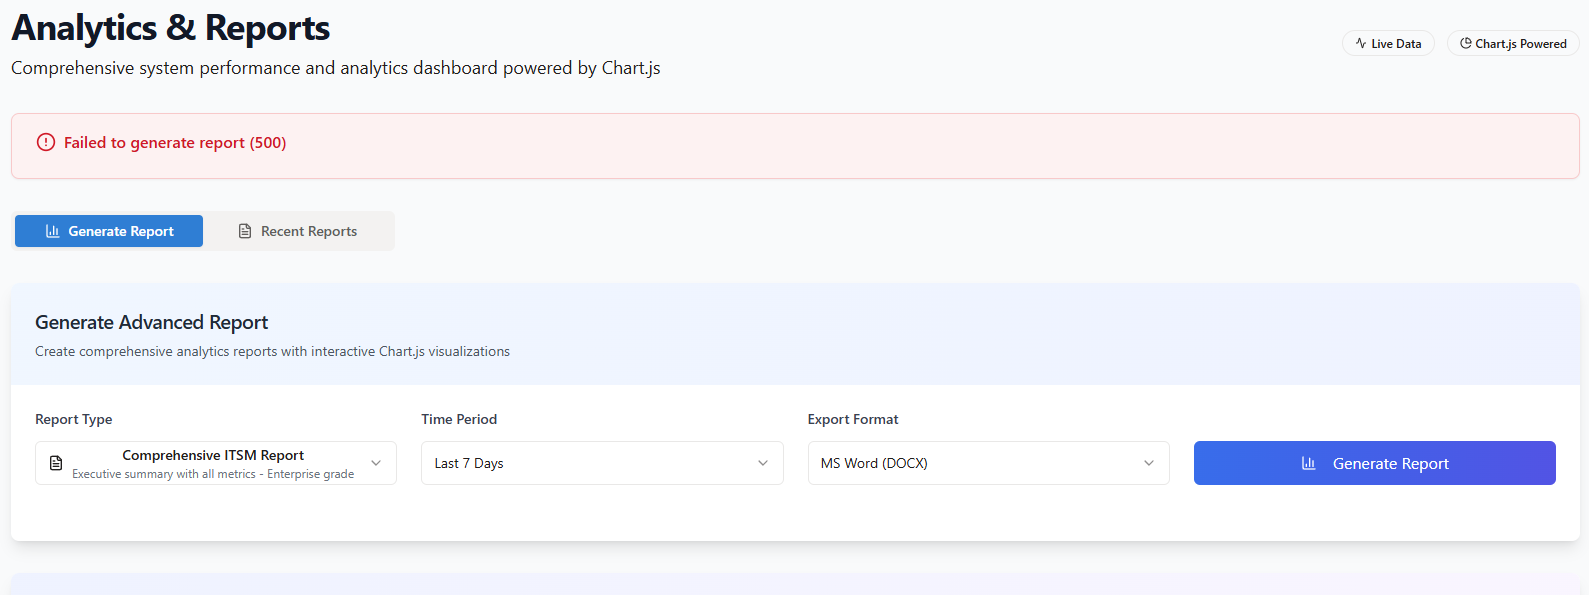 Analytics & Reports
Live Data
Chart.js Powered
Comprehensive system performance and analytics dashboard powered by Chart.js
Failed to generate report (500)
Generate Report
Recent Reports
Generate Advanced Report
Create comprehensive analytics reports with interactive Chart.js visualizations
Report Type
Time Period
Export Format
Comprehensive ITSM Report
Executive summary with all metrics - Enterprise grade
Last 7 Days
MS Word (DOCX)
Generate Report